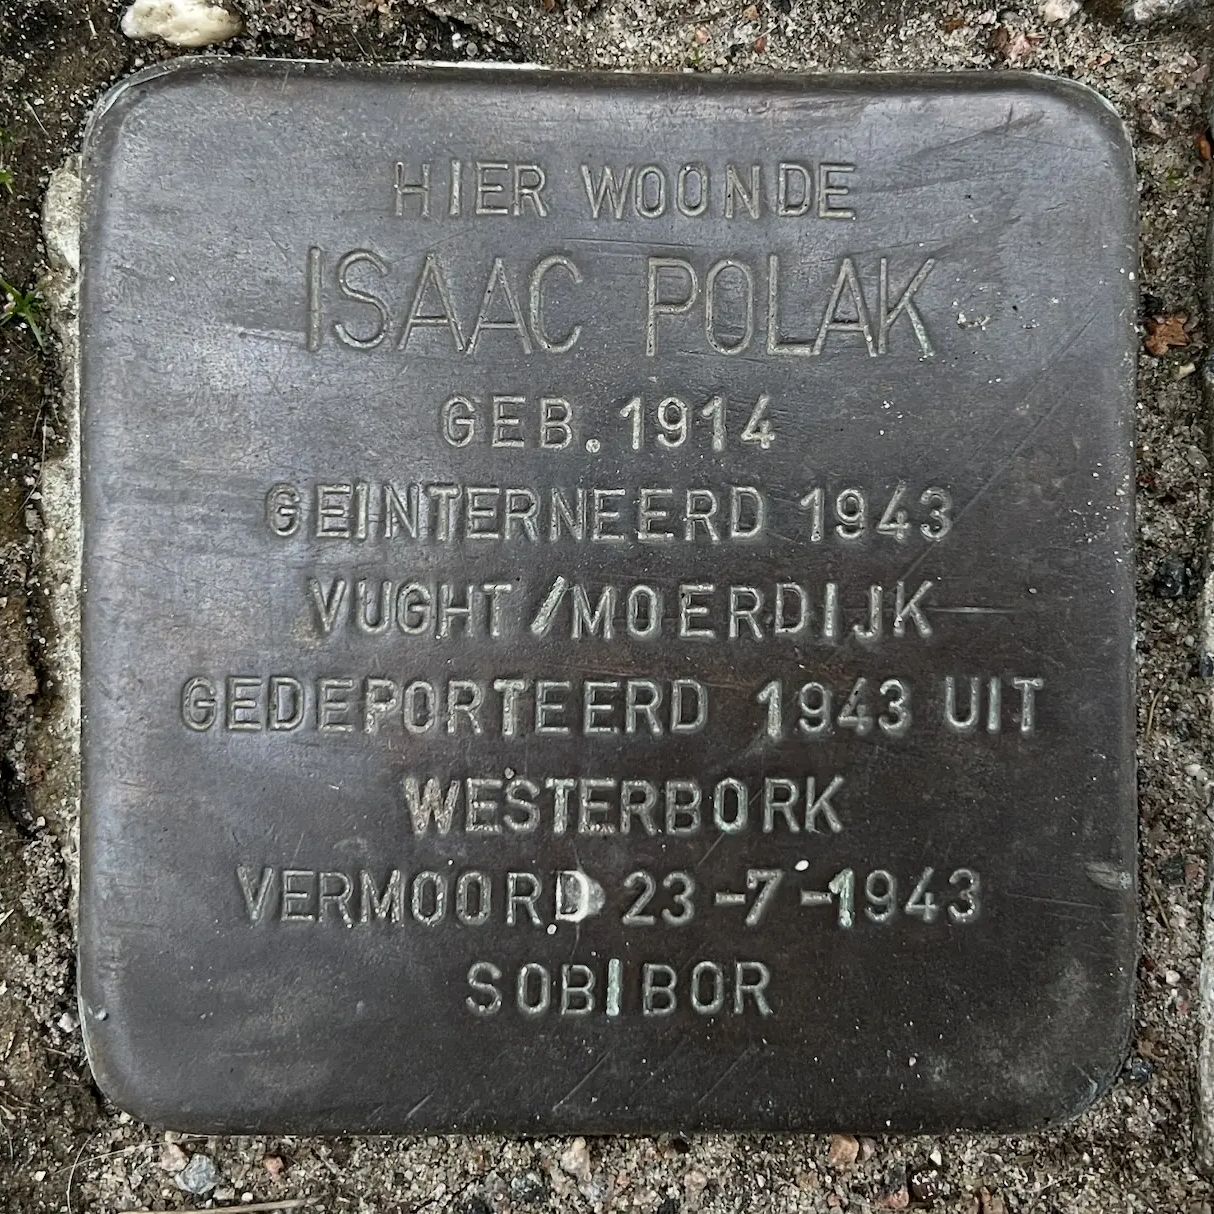 HIER WOONDE
ISAAC POLAK
GEB. 1914
GEINTERNEERD 1943
VUGHT/MOERDIJK
GEDEPORTEERD 1943 UIT
WESTERBORK
VERMOORD 23-7-1943
SOBIBOR